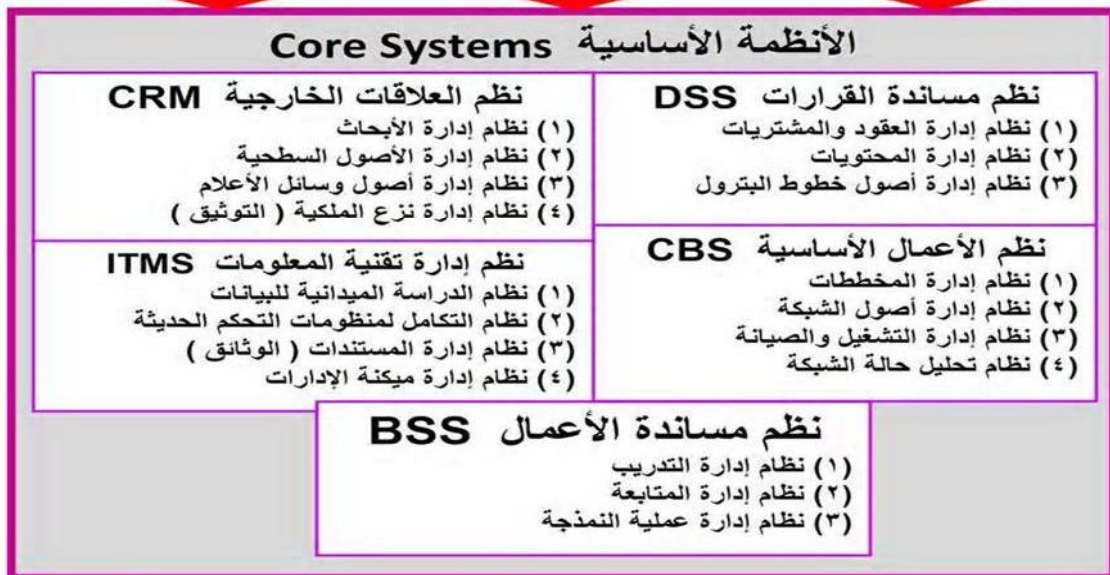 الأنظمة الأساسية Core Systems
نظم مساندة القرارات DSS
(١) نظام إدارة العقود والمشتريات
(٢) نظام إدارة المحتويات
(٣) نظام إدارة أصول خطوط البترول
نظم العلاقات الخارجية CRM
(١) نظام إدارة الأبحاث
(٢) نظام إدارة الأصول السطحية
(٣) نظام إدارة أصول وسائل الأعلام
(٤) نظام إدارة نزع الملكية ( التوثيق )
نظم الأعمال الأساسية CBS
(١) نظام إدارة المخططات
(٢) نظام إدارة أصول الشبكة
(٣) نظام إدارة التشغيل والصيانة
(٤) نظام تحليل حالة الشبكة
نظم إدارة تقنية المعلومات ITMS
(١) نظام الدراسة الميدانية للبيانات
(٢) نظام التكامل لمنظومات التحكم الحديثة
(٣) نظام إدارة المستندات ( الوثائق )
(٤) نظام إدارة ميكنة الإدارات
نظم مساندة الأعمال BSS
(١) نظام إدارة التدريب
(٢) نظام إدارة المتابعة
(٣) نظام إدارة عملية النمذجة